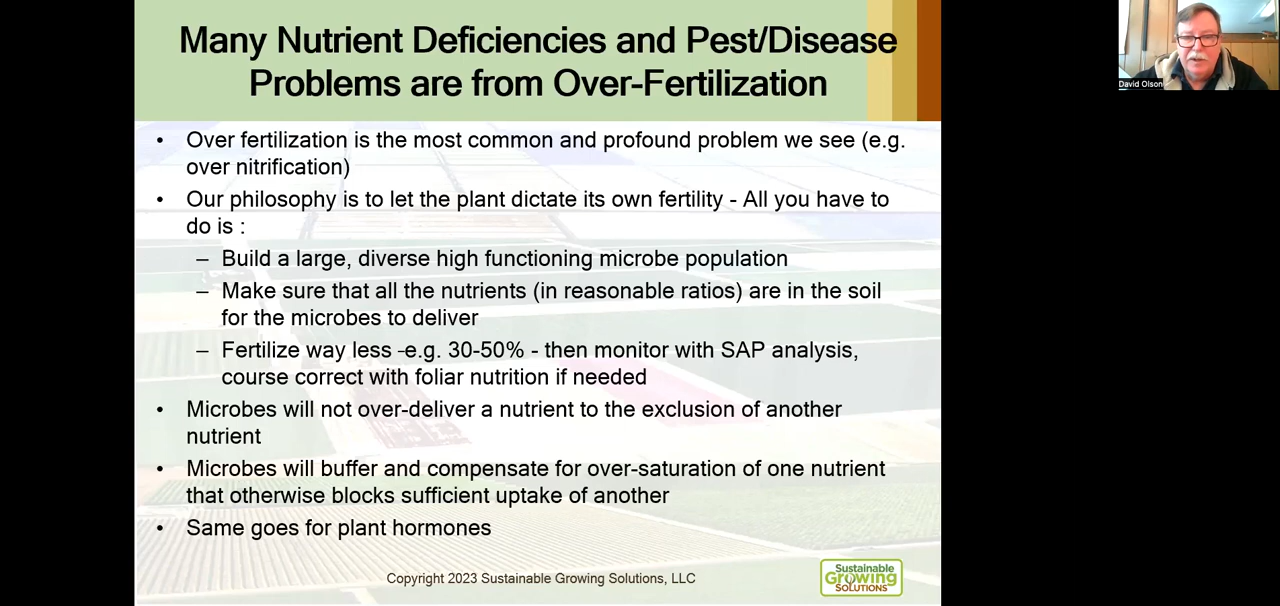 Many Nutrient Deficiencies and Pest/Disease
Problems are from Over-Fertilization
• Over fertilization is the most common and profound problem we see (e.g.
over nitrification)
• Our philosophy is to let the plant dictate its own fertility - All you have to
do is :
– Build a large, diverse high functioning microbe population
– Make sure that all the nutrients (in reasonable ratios) are in the soil
for the microbes to deliver
– Fertilize way less -e.g. 30-50% - then monitor with SAP analysis,
course correct with foliar nutrition if needed
• Microbes will not over-deliver a nutrient to the exclusion of another
nutrient
• Microbes will buffer and compensate for over-saturation of one nutrient
that otherwise blocks sufficient uptake of another
• Same goes for plant hormones
Copyright 2023 Sustainable Growing Solutions, LLC
Sustainable
Growing
SOLUTIONS
David Olson